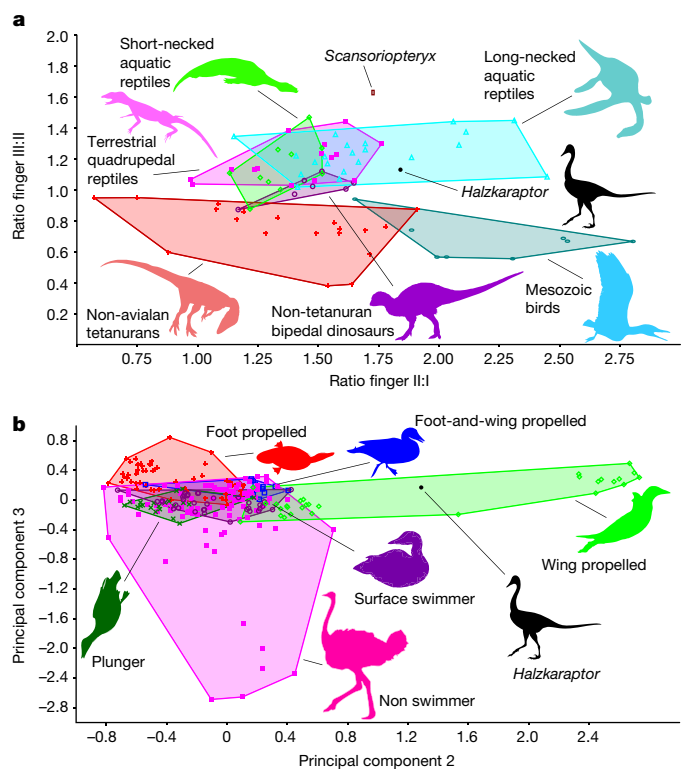 a
2.0
1.8
1.6
1.4
1.2
1.0
0.8
0.6
0.4
0.2
Ratio finger III:II
Short-necked
aquatic
reptiles
Scansoriopteryx
Long-necked
aquatic
reptiles
Terrestrial
quadrupedal
reptiles
Halzkaraptor
Non-avialian
tetanurans
Non-tetanuran
bipedal dinosaurs
Mesozoic
birds
0.75 1.00 1.25 1.50 1.75 2.00 2.25 2.50 2.75
Ratio finger II:I
b
0.8
0.4
0
−0.4
−0.8
−1.2
−1.6
−2.0
−2.4
−2.8
Principal component 3
Foot propelled
Foot-and-wing propelled
Wing propelled
Surface swimmer
Plunger
Halzkaraptor
Non swimmer
−0.8 −0.4 0 0.4 0.8 1.2 1.6 2.0 2.4
Principal component 2